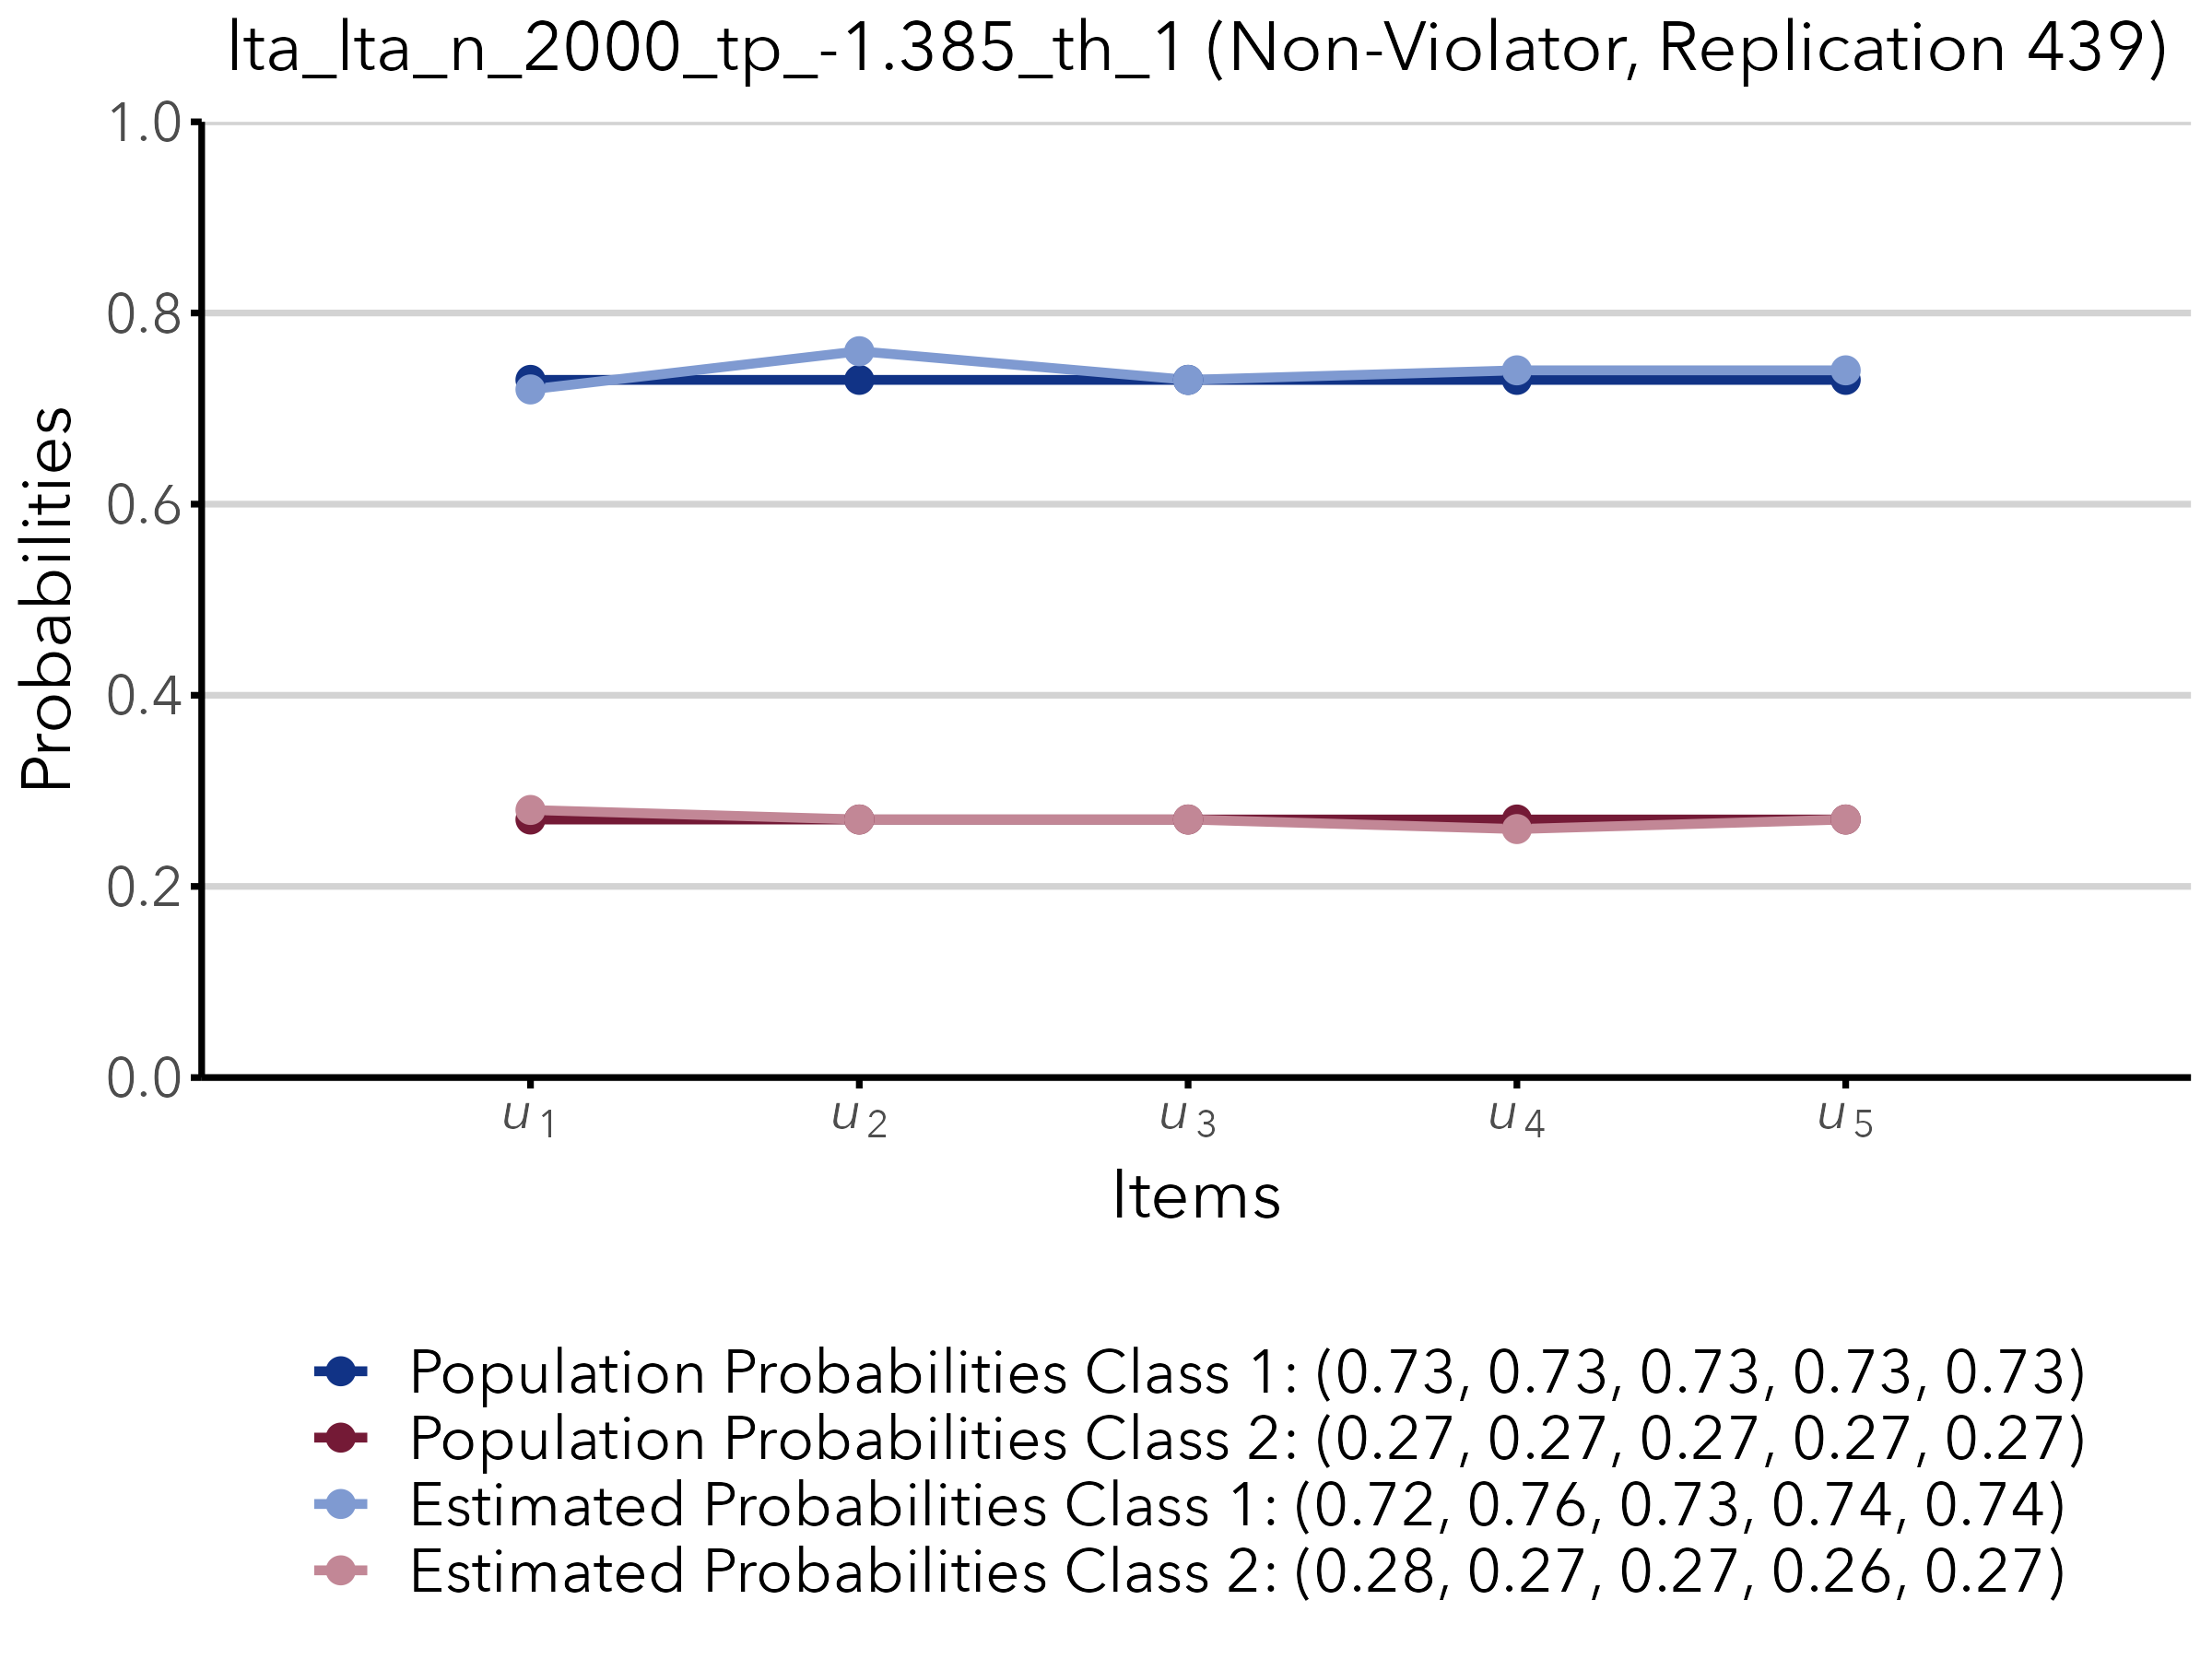 lta_lta_n_2000_tp_-1.385_th_1 (Non-Violator, Replication 439)
1.0
0.8
0.6
0.4
0.2
0.0
Probabilities
u1 u2 u3 u4 u5
Items
Population Probabilities Class 1: (0.73, 0.73, 0.73, 0.73, 0.73)
Population Probabilities Class 2: (0.27, 0.27, 0.27, 0.27, 0.27)
Estimated Probabilities Class 1: (0.72, 0.76, 0.73, 0.74, 0.74)
Estimated Probabilities Class 2: (0.28, 0.27, 0.27, 0.26, 0.27)